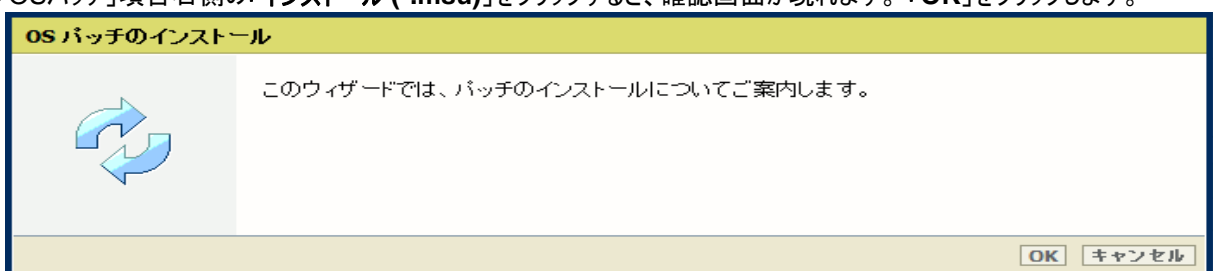 OSパッチ」項目右側の「インストール (*.msu)」をクリックすると、確認画面が現れます。「OK」をクリックします。
OS パッチのインストール
このウィザードでは、パッチのインストールについてご案内します。
OK キャンセル